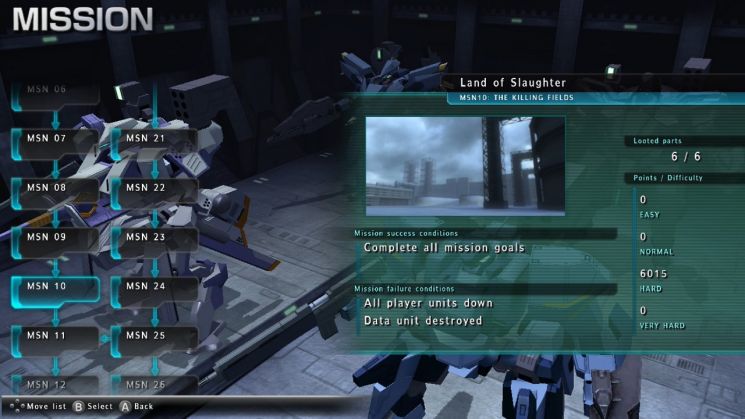 MISSION
MSN 06
MSN 07
MSN 08
MSN 09
MSN 10
MSN 11
MSN 12
MSN 21
MSN 22
MSN 23
MSN 24
MSN 25
MSN 26
Land of Slaughter
MSN10: THE KILLING FIELDS
Mission success conditions
Complete all mission goals
Mission failure conditions
All player units down
Data unit destroyed
Looted parts
6 / 6
Points / Difficulty
0
EASY
0
NORMAL
6015
HARD
0
VERY HARD
Move list B Select A Back